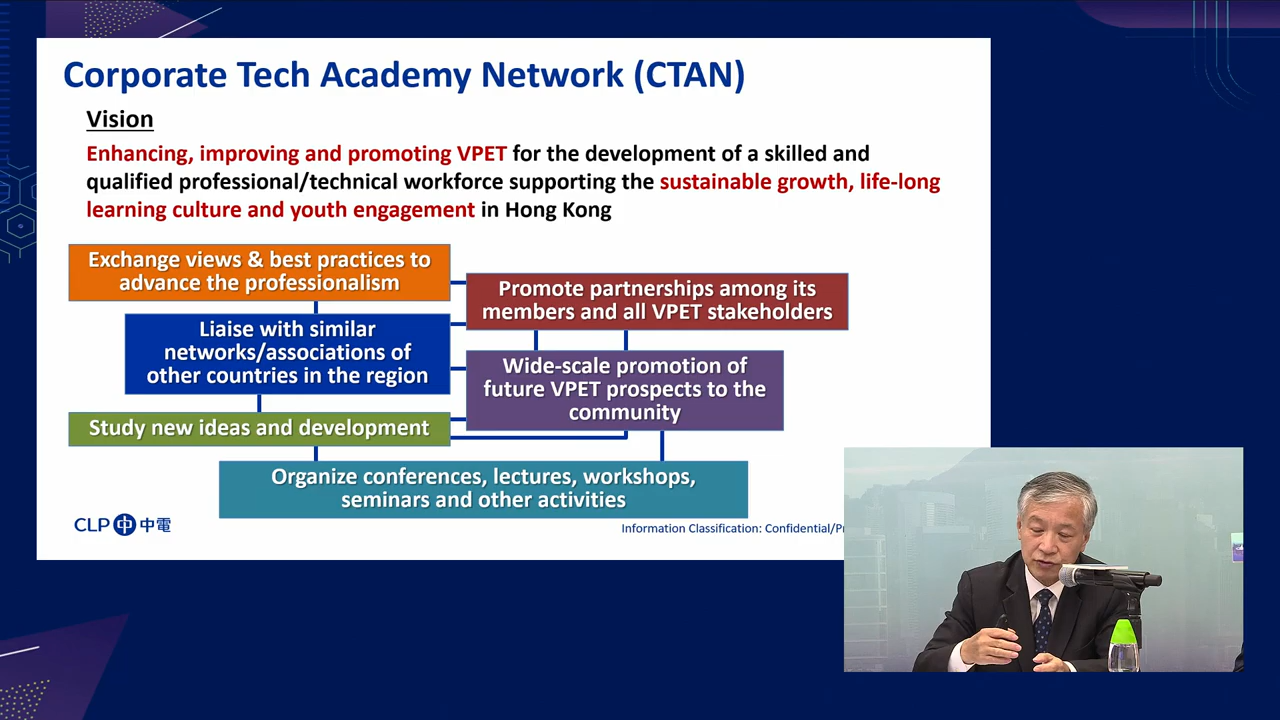 Corporate Tech Academy Network (CTAN)
Vision
Enhancing, improving and promoting VPET for the development of a skilled and
qualified professional/technical workforce supporting the sustainable growth, life-long
learning culture and youth engagement in Hong Kong
Exchange views & best practices to
advance the professionalism
Promote partnerships among its
members and all VPET stakeholders
Liaise with similar
networks/associations of
other countries in the region
Wide-scale promotion of
future VPET prospects to the
community
Study new ideas and development
Organize conferences, lectures, workshops,
seminars and other activities
CLP 中電
Information Classification: Confidential/